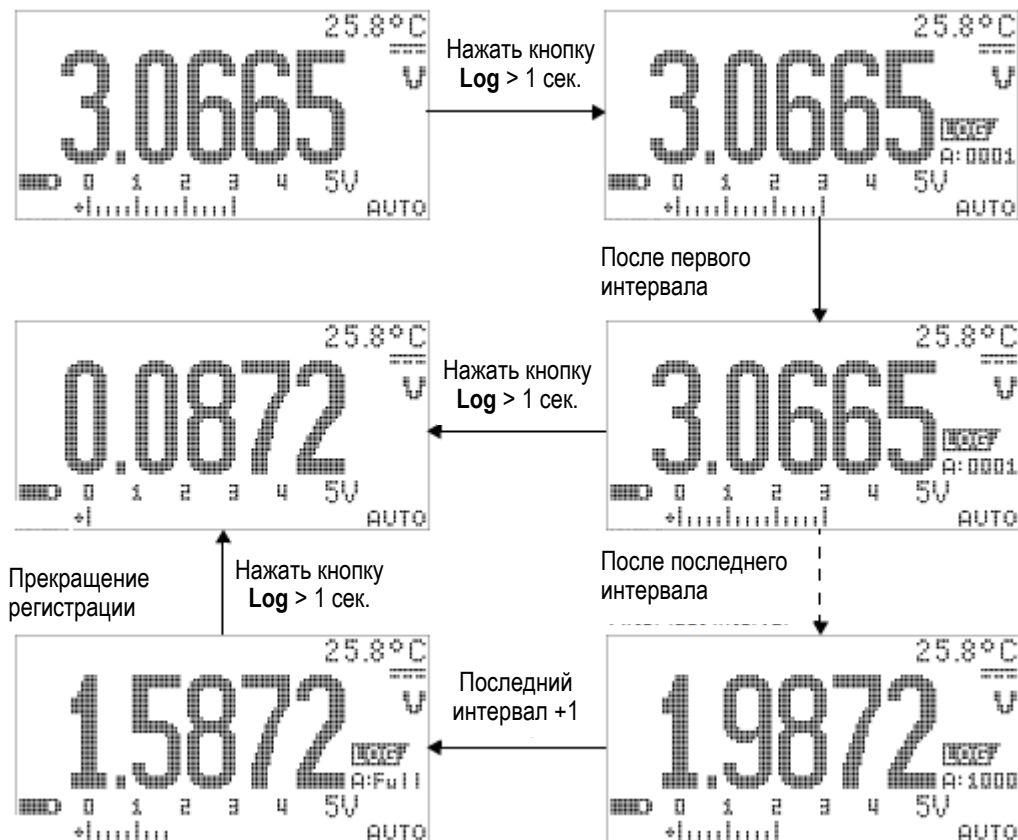 25.8°C
3.0665 V
0 1 2 3 4 5V
AUTO
Нажать кнопку
Log > 1 сек.
25.8°C
3.0665 V
LOG
A:0001
0 1 2 3 4 5V
AUTO
После первого
интервала
25.8°C
0.0872 V
0 1 2 3 4 5V
AUTO
Нажать кнопку
Log > 1 сек.
25.8°C
3.0665 V
LOG
A:0001
0 1 2 3 4 5V
AUTO
Прекращение
регистрации
Нажать кнопку
Log > 1 сек.
После последнего
интервала
25.8°C
1.5872 V
LOG
A:Full
0 1 2 3 4 5V
AUTO
Последний
интервал +1
25.8°C
1.9872 V
LOG
A:1000
0 1 2 3 4 5V
AUTO